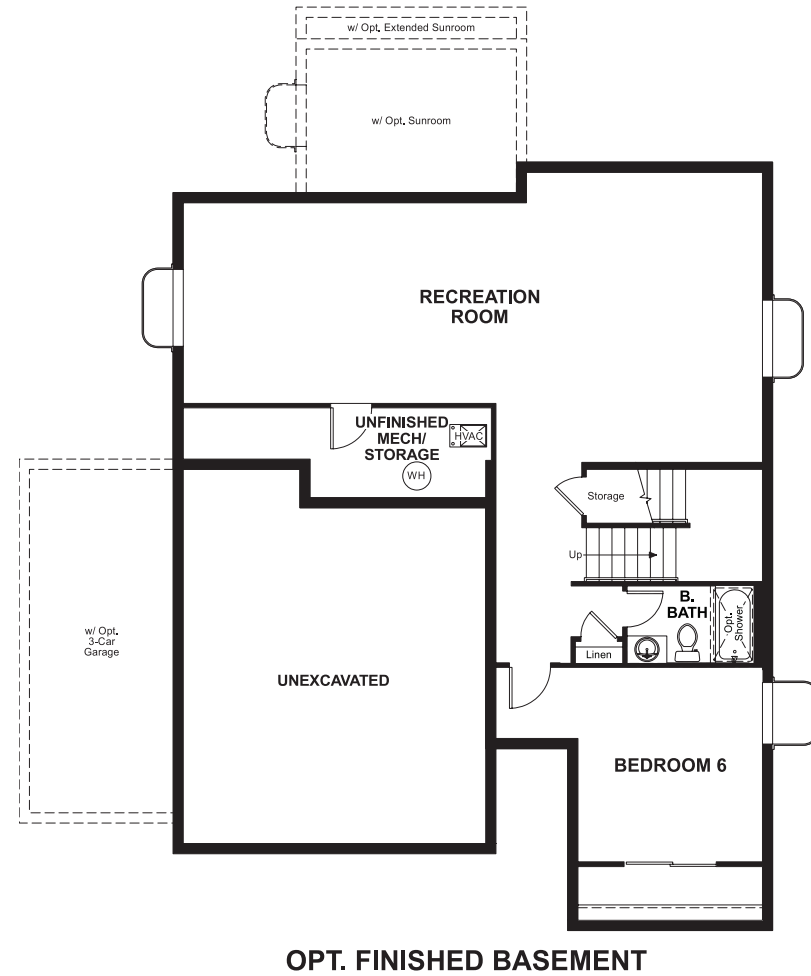 w/ Opt. Extended Sunroom
w/ Opt. Sunroom
RECREATION
ROOM
UNFINISHED
MECH/
STORAGE
HVAC
WH
Storage
Up
B.
BATH
Opt.
Shower
Linen
w/ Opt.
3-Car
Garage
UNEXCAVATED
BEDROOM 6
OPT. FINISHED BASEMENT